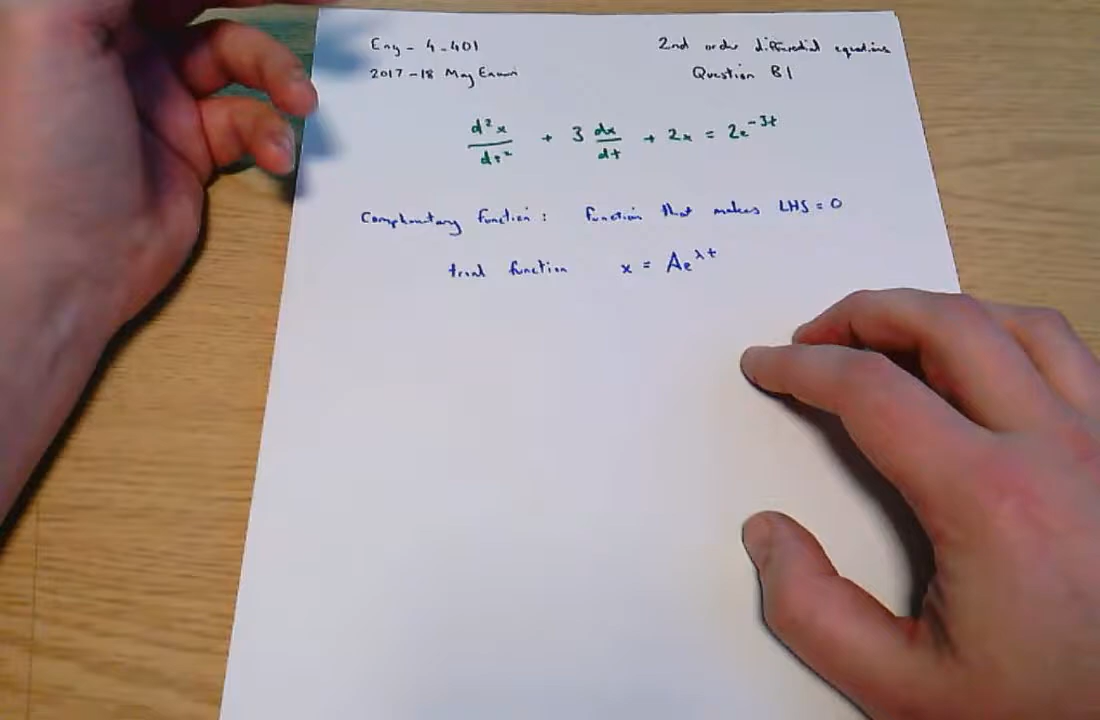 Eng - 4-401
2nd order differential equations
2017-18 May Exam
Question B1
d²x/dt² + 3 dx/dt + 2x = 2e^-3t
Complimentary function: function that makes LHS = 0
trial function x = Ae^λt